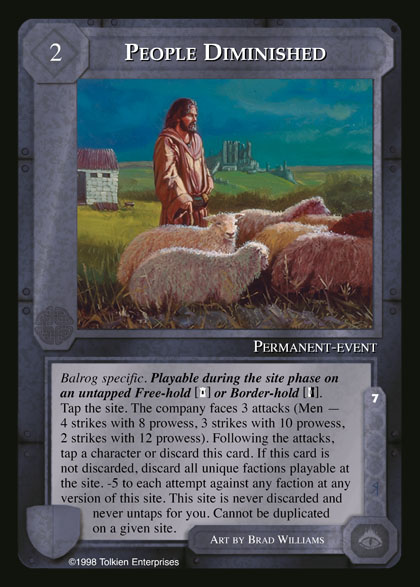 2
PEOPLE DIMINISHED
PERMANENT-EVENT
Balrog specific. Playable during the site phase on
an untapped Free-hold [] or Border-hold [].
Tap the site. The company faces 3 attacks (Men —
4 strikes with 8 prowess, 3 strikes with 10 prowess,
2 strikes with 12 prowess). Following the attacks,
tap a character or discard this card. If this card is
not discarded, discard all unique factions playable at
the site. -5 to each attempt against any faction at any
version of this site. This site is never discarded and
never untaps for you. Cannot be duplicated
on a given site.
7
ART BY BRAD WILLIAMS
©1998 Tolkien Enterprises